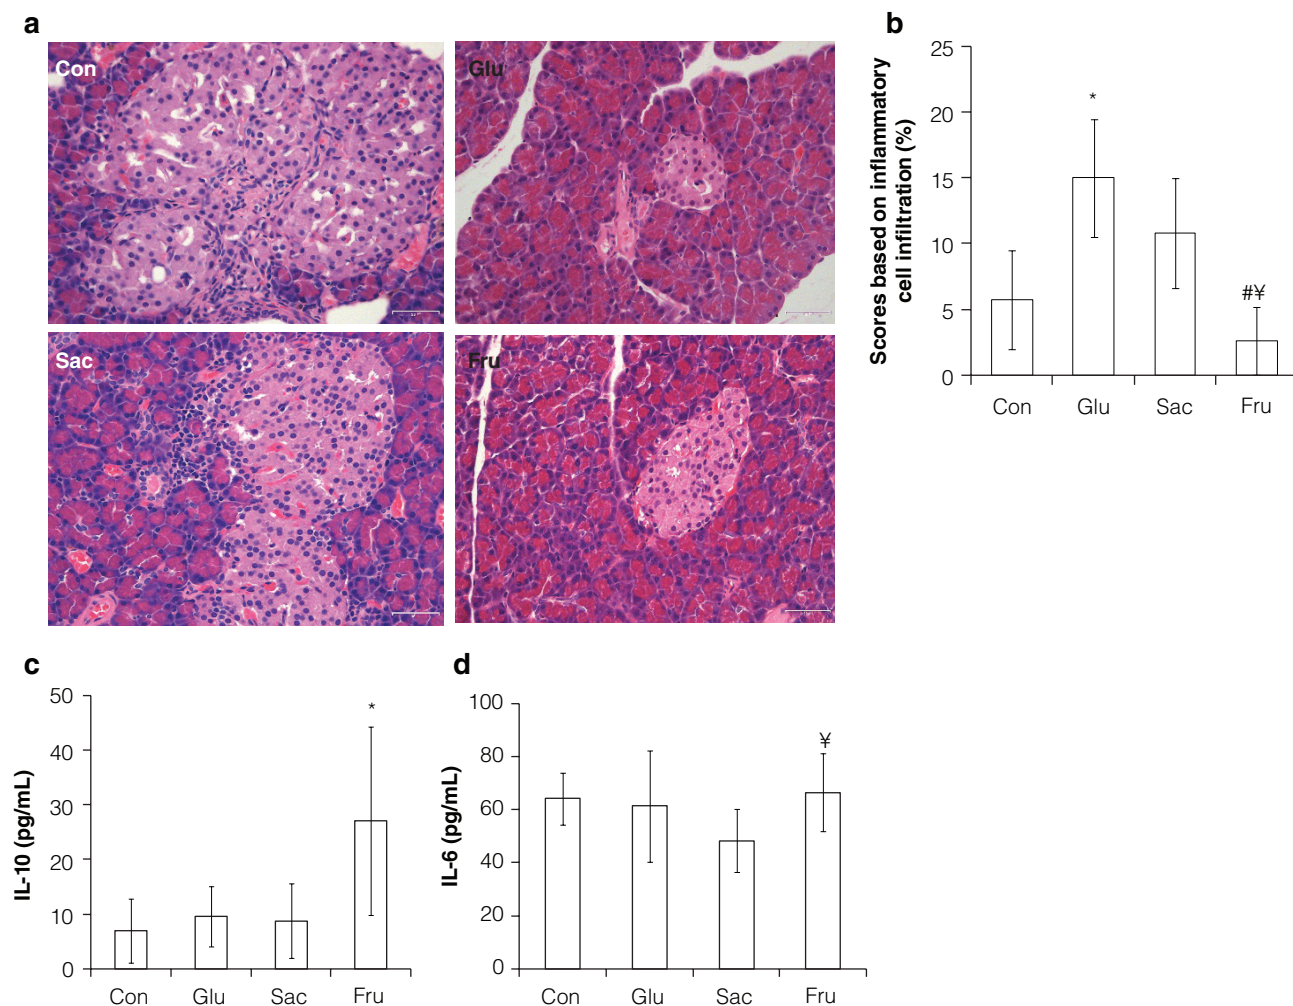 a
Con
Glu
Sac
Fru
b
Scores based on inflammatory
cell infiltration (%)
25
20
15
10
5
0
*
#¥
Con Glu Sac Fru
c
IL-10 (pg/mL)
50
40
30
20
10
0
*
Con Glu Sac Fru
d
IL-6 (pg/mL)
100
80
60
40
20
0
¥
Con Glu Sac Fru